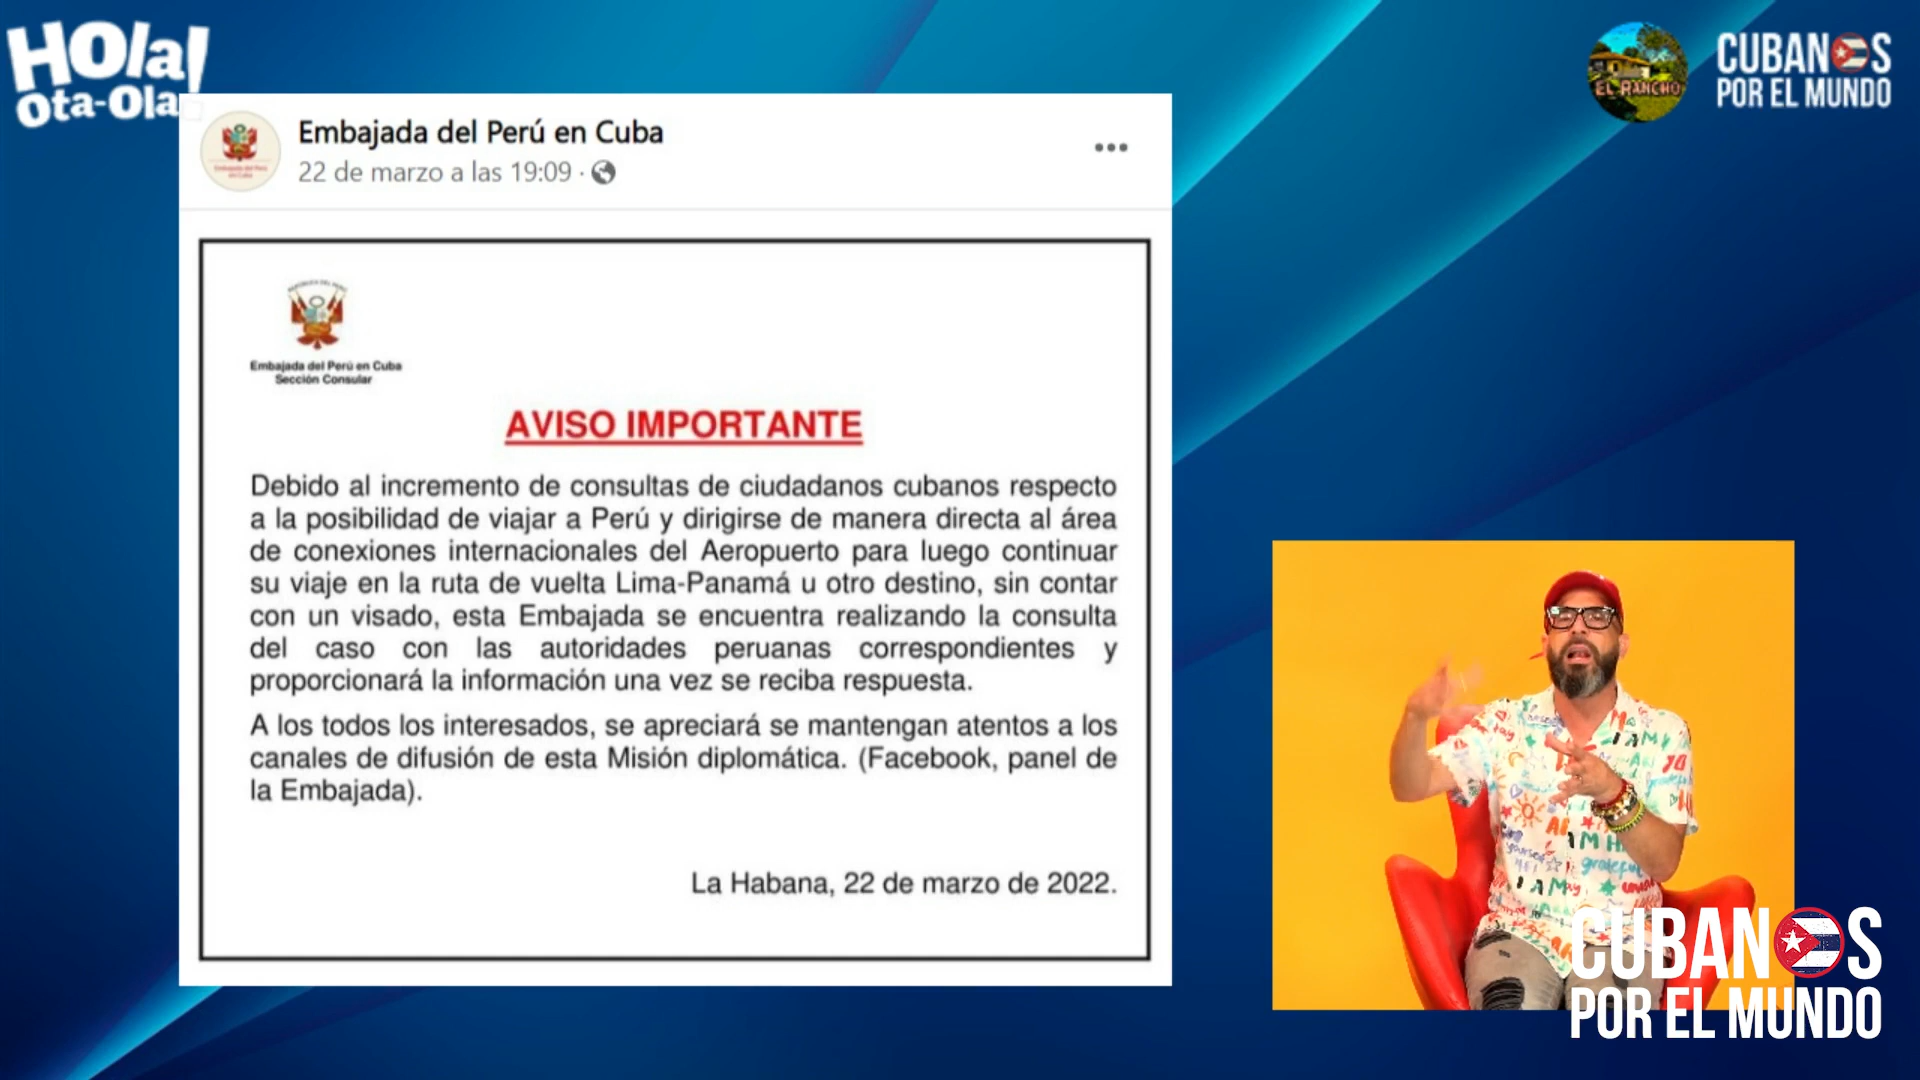 HOla!
Ota-Ola
EL RANCHO
CUBANOS
POR EL MUNDO
Embajada del Perú en Cuba
22 de marzo a las 19:09 ·
Embajada del Perú en Cuba
Sección Consular
AVISO IMPORTANTE
Debido al incremento de consultas de ciudadanos cubanos respecto
a la posibilidad de viajar a Perú y dirigirse de manera directa al área
de conexiones internacionales del Aeropuerto para luego continuar
su viaje en la ruta de vuelta Lima-Panamá u otro destino, sin contar
con un visado, esta Embajada se encuentra realizando la consulta
del caso con las autoridades peruanas correspondientes y
proporcionará la información una vez se reciba respuesta.
A los todos los interesados, se apreciará se mantengan atentos a los
canales de difusión de esta Misión diplomática. (Facebook, panel de
la Embajada).
La Habana, 22 de marzo de 2022.
CUBANOS
POR EL MUNDO